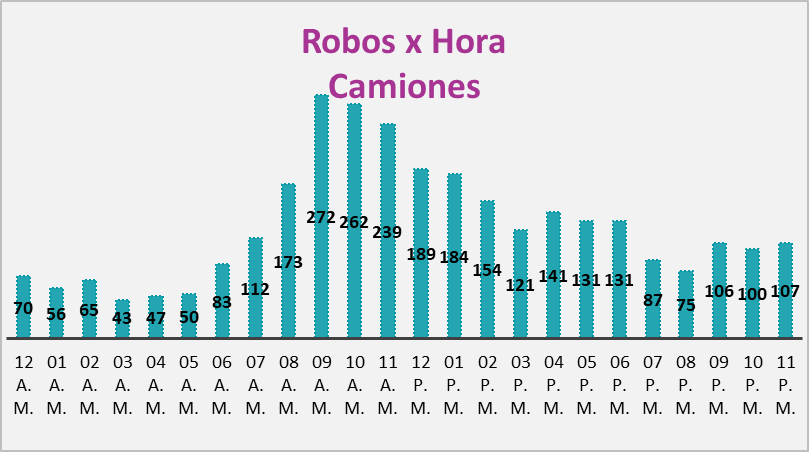 Robos x Hora
Camiones
70 56 65 43 47 50 83 112 173 272 262 239 189 184 154 121 141 131 131 87 75 106 100 107
12 01 02 03 04 05 06 07 08 09 10 11 12 01 02 03 04 05 06 07 08 09 10 11
A. A. A. A. A. A. A. A. A. A. A. A. P. P. P. P. P. P. P. P. P. P. P. P.
M. M. M. M. M. M. M. M. M. M. M. M. M. M. M. M. M. M. M. M. M. M. M. M.